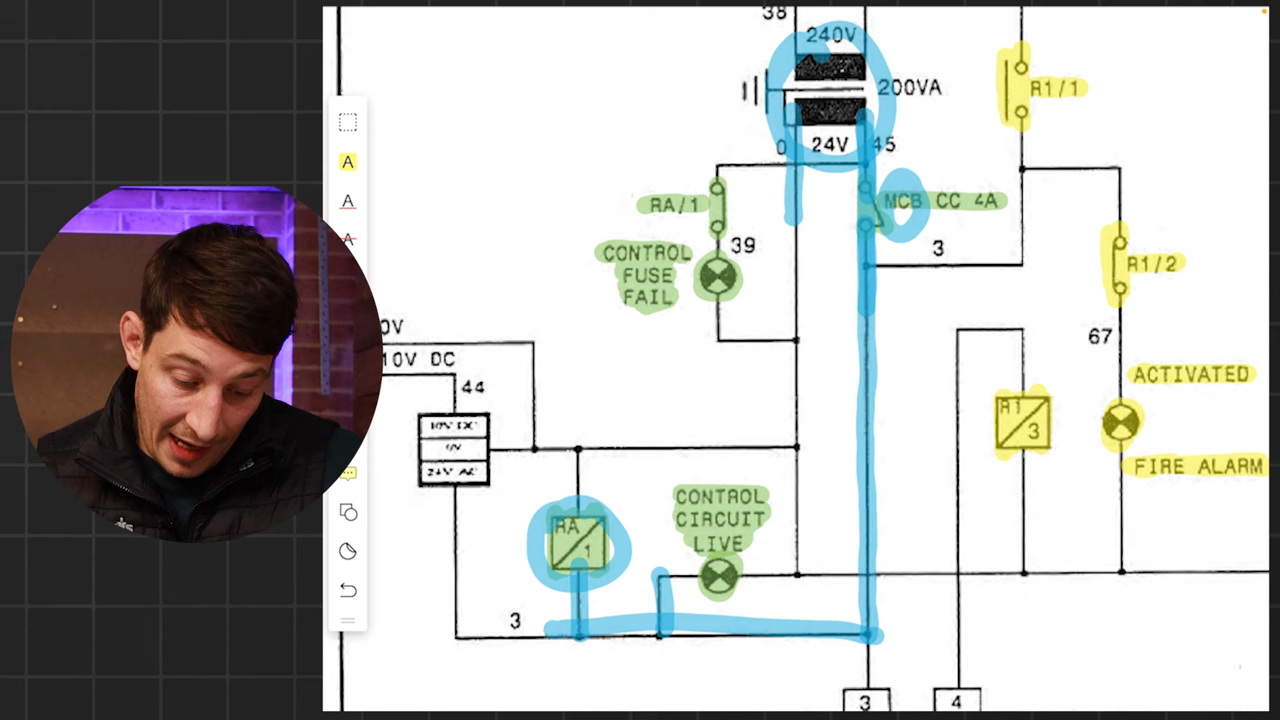 38
240V
200VA
R1/1
0
24V
45
RA/1
MCB CC 4A
CONTROL
FUSE
FAIL
39
3
R1/2
0V
10V DC
44
67
ACTIVATED
10V DC
0V
24V AC
R1
3
FIRE ALARM
CONTROL
CIRCUIT
LIVE
RA
1
3
3
4
A
A
A